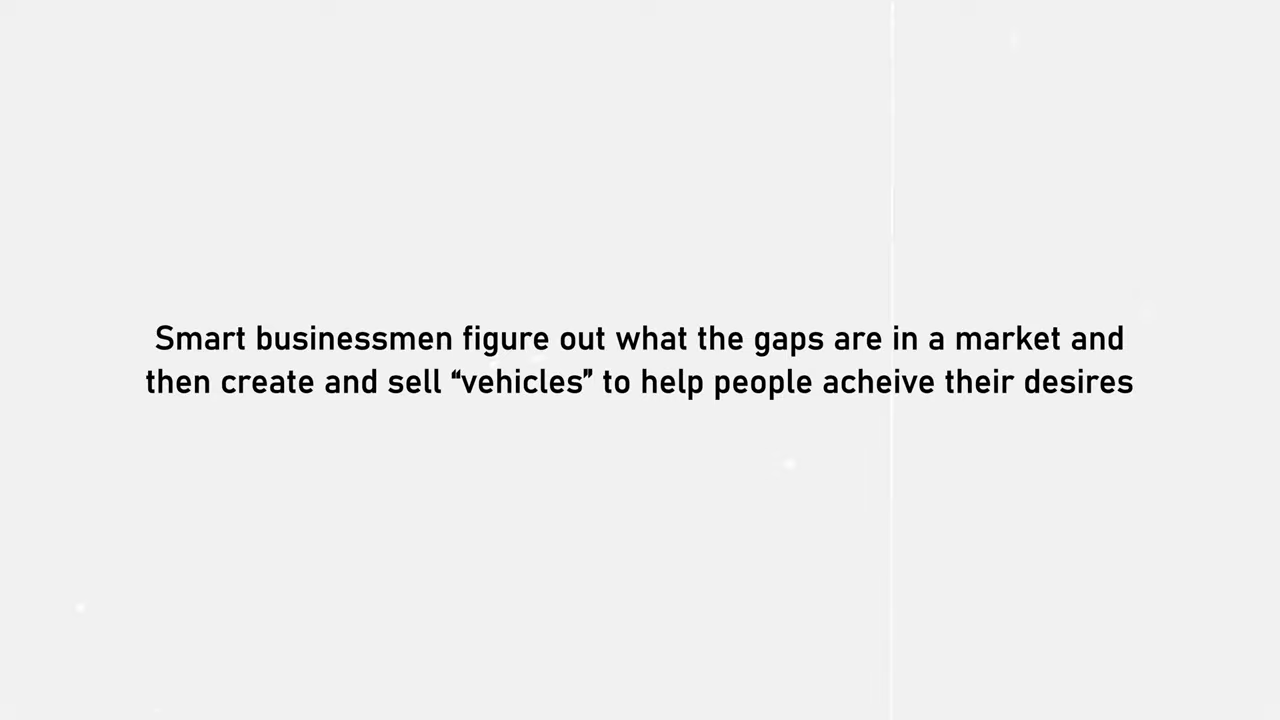 Smart businessmen figure out what the gaps are in a market and
then create and sell “vehicles” to help people acheive their desires